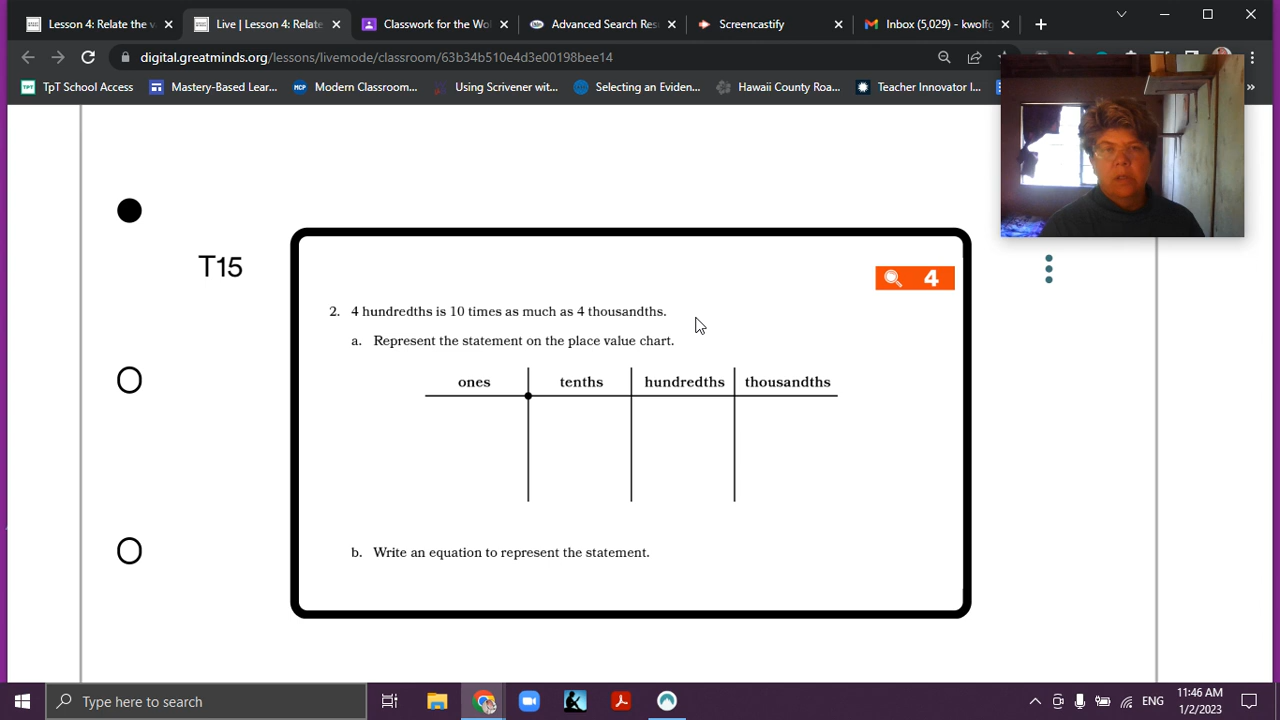 Lesson 4: Relate the v
Live | Lesson 4: Relate
Classwork for the Wol
Advanced Search Res
Screencastify
Inbox (5,029) - kwolfg
digital.greatminds.org/lessons/livemode/classroom/63b34b510e4d3e00198bee14
TpT School Access
Mastery-Based Lear...
Modern Classroom...
Using Scrivener wit...
Selecting an Eviden...
Hawaii County Roa...
Teacher Innovator I...
T15
4
2. 4 hundredths is 10 times as much as 4 thousandths.
a. Represent the statement on the place value chart.
ones tenths hundredths thousandths
b. Write an equation to represent the statement.
Type here to search
ENG
11:46 AM
1/2/2023